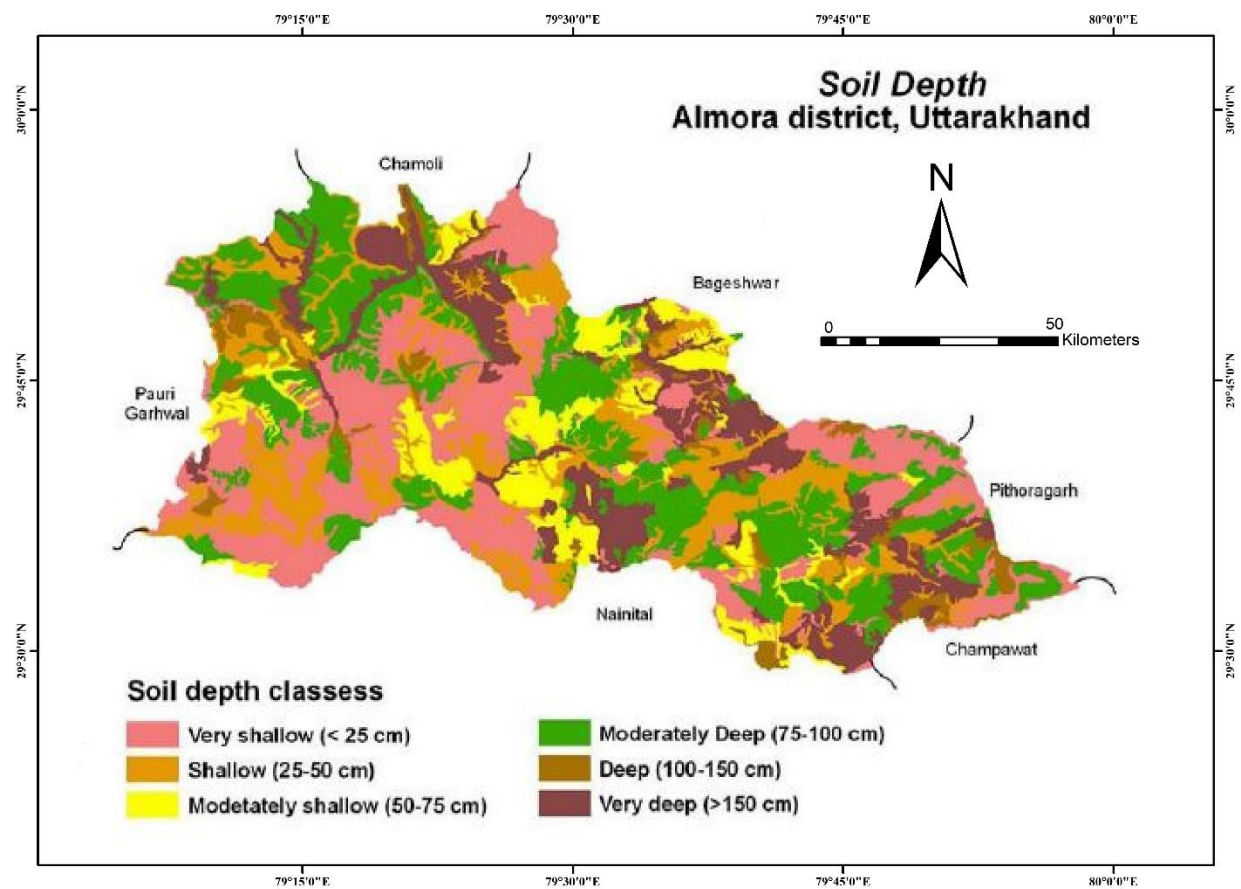 79°15'0"E
79°30'0"E
79°45'0"E
80°0'0"E
Soil Depth
Almora district, Uttarakhand
30°0'0"N
30°0'0"N
Chamoli
N
Bageshwar
0
50
Kilometers
29°45'0"N
29°45'0"N
Pauri
Garhwal
Pithoragarh
Nainital
Champawat
29°30'0"N
29°30'0"N
Soil depth classess
Very shallow (< 25 cm)
Shallow (25-50 cm)
Modetately shallow (50-75 cm)
Moderately Deep (75-100 cm)
Deep (100-150 cm)
Very deep (>150 cm)
79°15'0"E
79°30'0"E
79°45'0"E
80°0'0"E